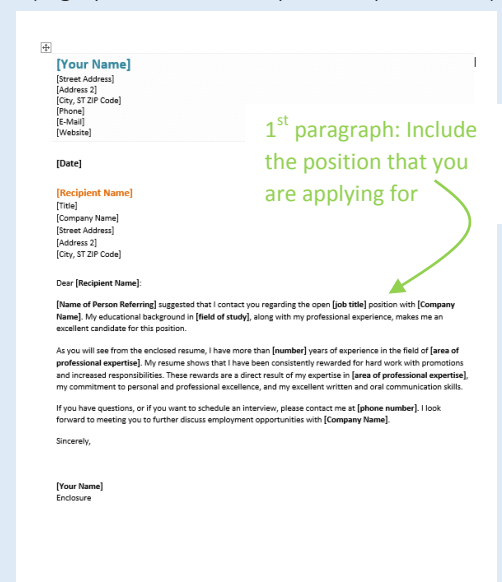 [Your Name]
[Street Address]
[Address 2]
[City, ST ZIP Code]
[Phone]
[E-Mail]
[Website]
1st paragraph: Include
the position that you
are applying for
[Date]
[Recipient Name]
[Title]
[Company Name]
[Street Address]
[Address 2]
[City, ST ZIP Code]
Dear [Recipient Name]:
[Name of Person Referring] suggested that I contact you regarding the open [job title] position with [Company
Name]. My educational background in [field of study], along with my professional experience, makes me an
excellent candidate for this position.
As you will see from the enclosed resume, I have more than [number] years of experience in the field of [area of
professional expertise]. My resume shows that I have been consistently rewarded for hard work with promotions
and increased responsibilities. These rewards are a direct result of my expertise in [area of professional expertise],
my commitment to personal and professional excellence, and my excellent written and oral communication skills.
If you have questions, or if you want to schedule an interview, please contact me at [phone number]. I look
forward to meeting you to further discuss employment opportunities with [Company Name].
Sincerely,
[Your Name]
Enclosure